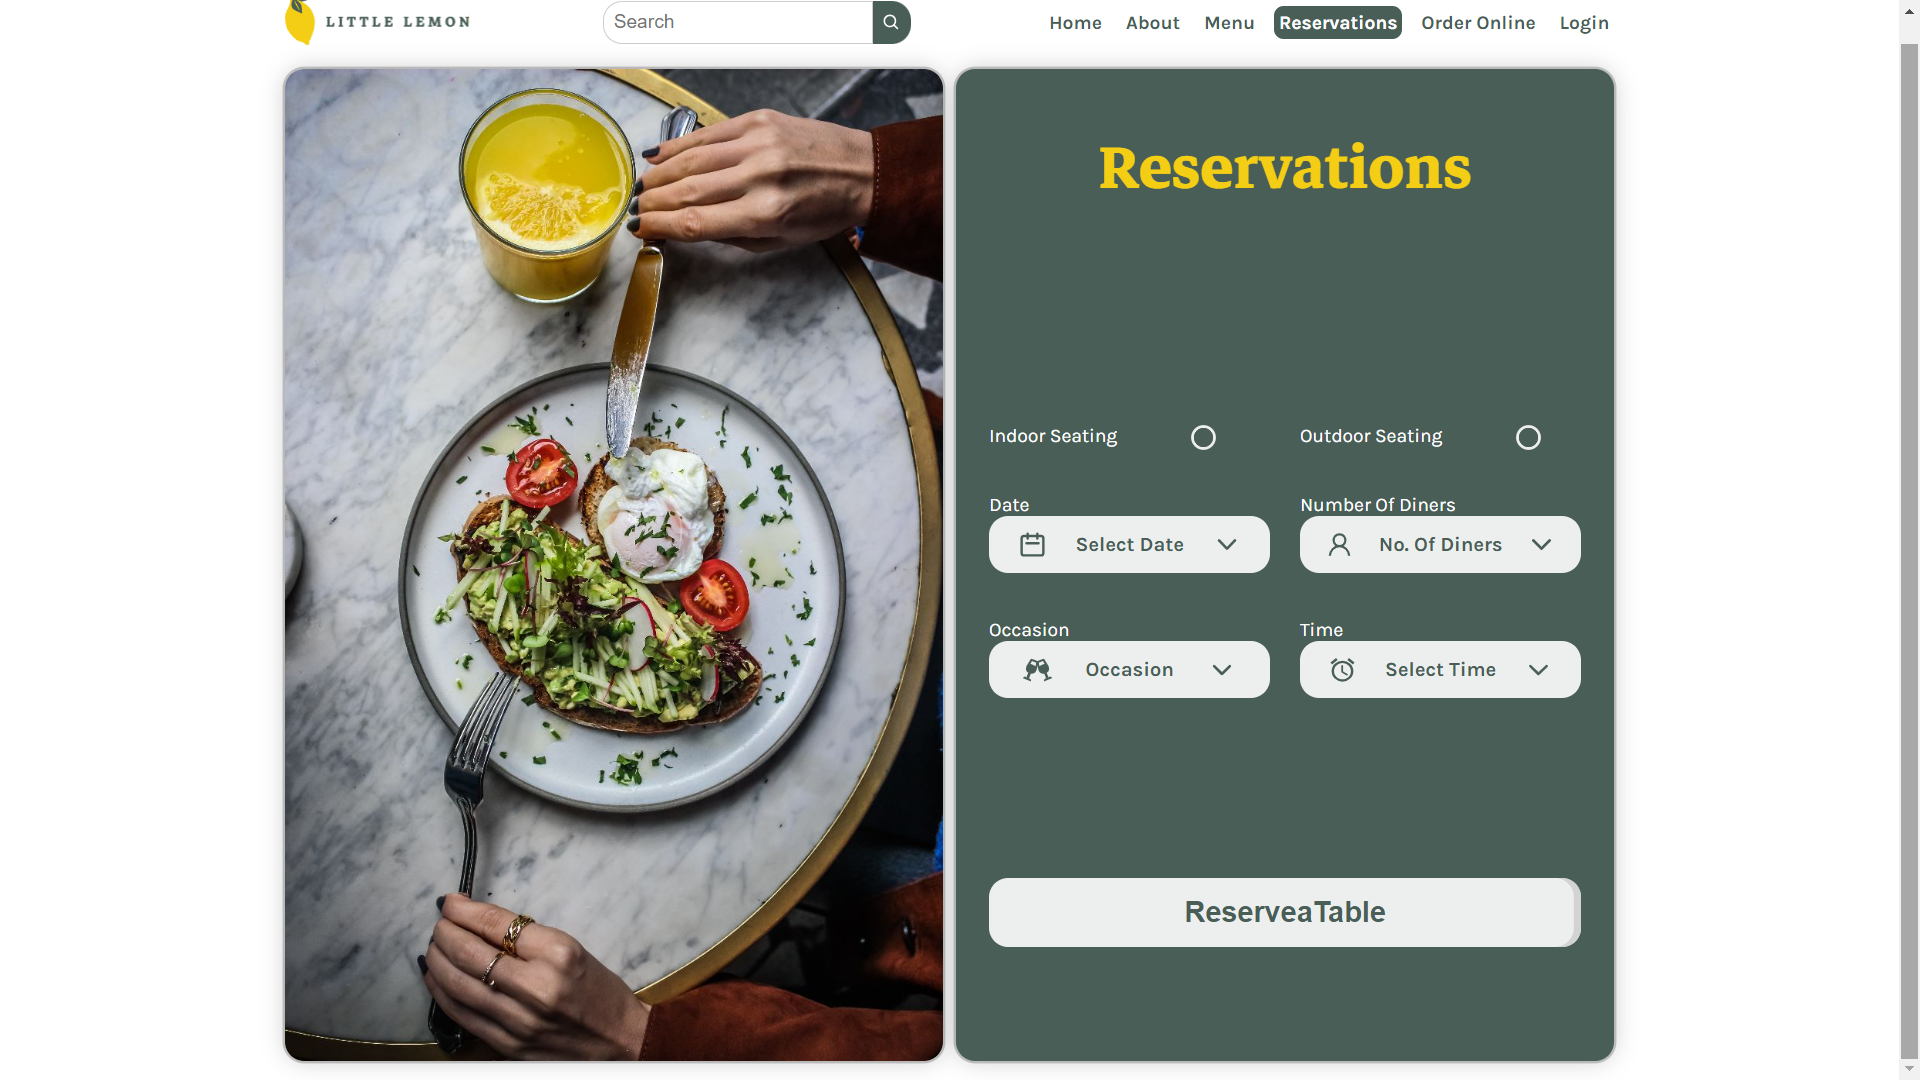 LITTLE LEMON
Search
Home About Menu Reservations Order Online Login
Reservations
Indoor Seating
Outdoor Seating
Date
Number Of Diners
Select Date
No. Of Diners
Occasion
Time
Occasion
Select Time
ReserveaTable